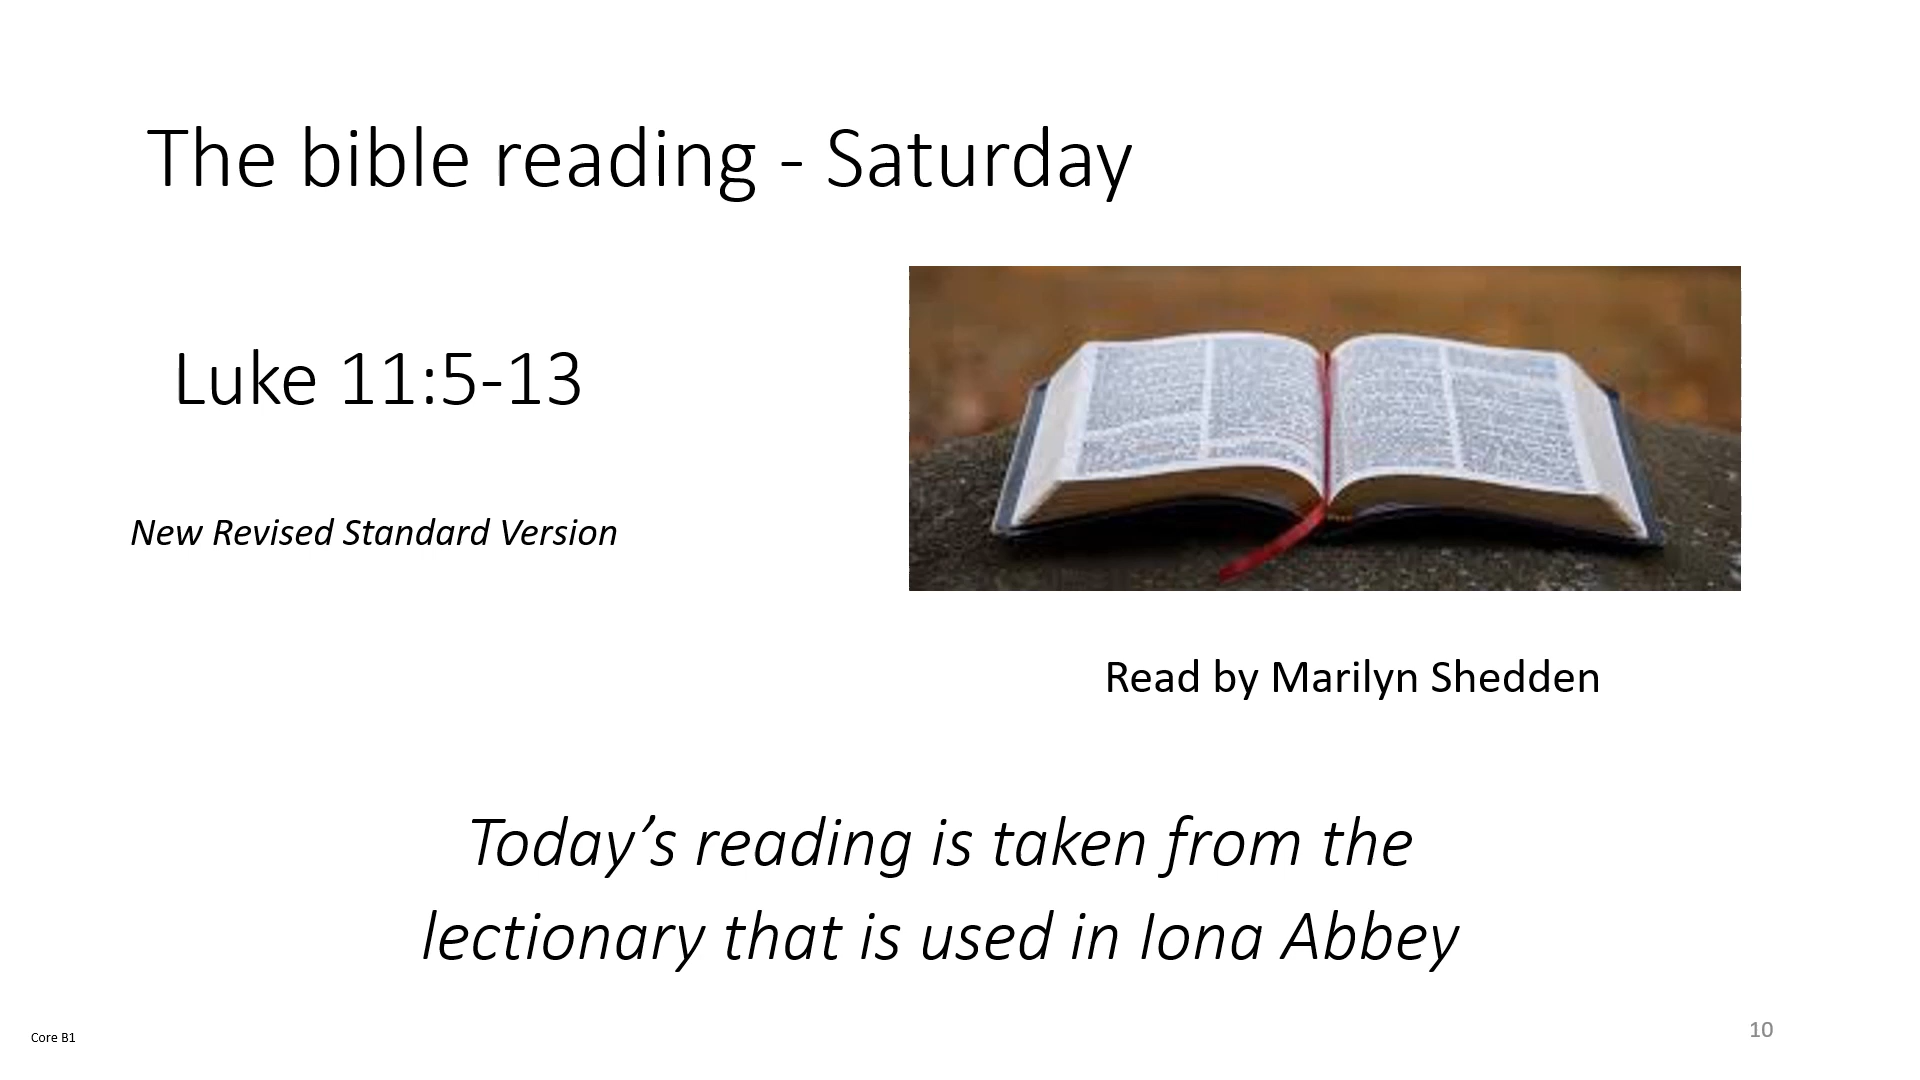 The bible reading - Saturday
Luke 11:5-13
New Revised Standard Version
Read by Marilyn Shedden
Today’s reading is taken from the
lectionary that is used in Iona Abbey
Core B1
10